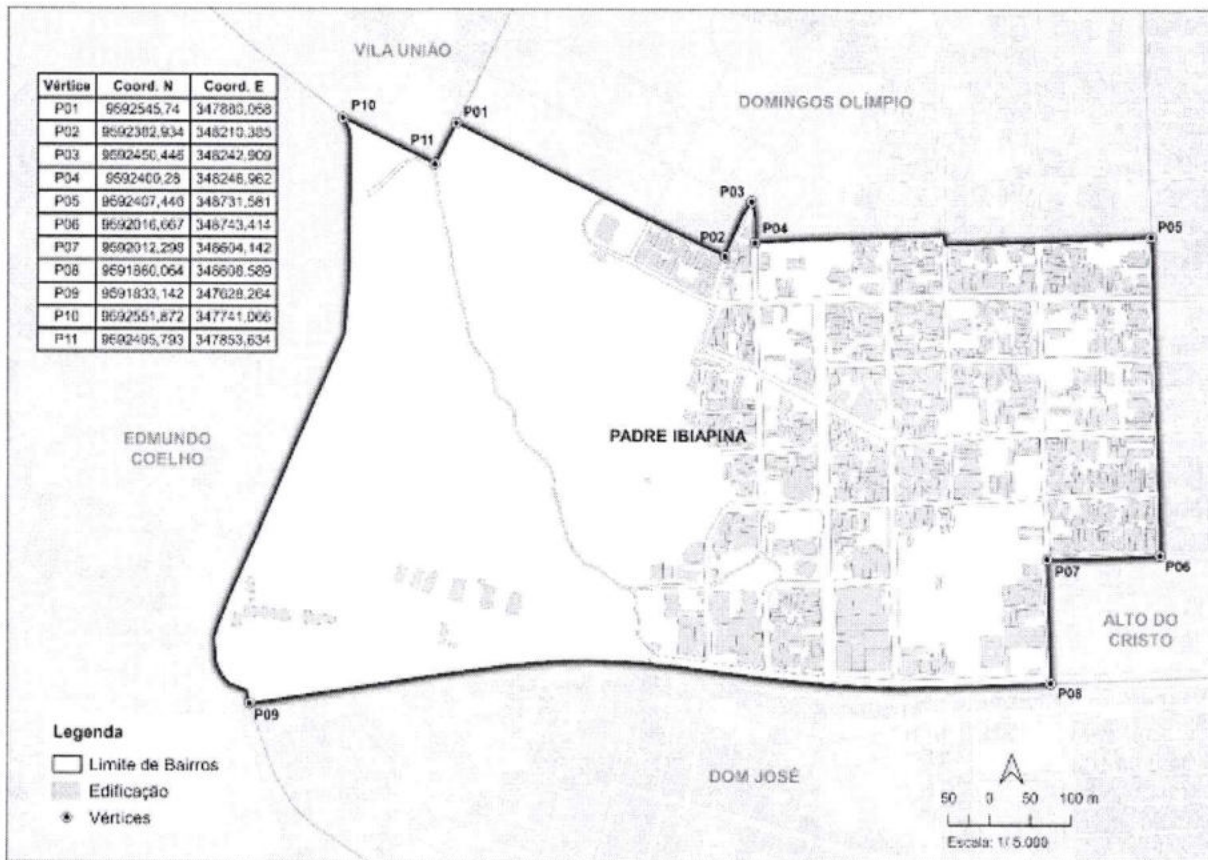 VILA UNIÃO
Vértice Coord. N Coord. E
P01 9592545,74 347880,058
P02 9592382,934 348210,385
P03 9592450,446 348242,909
P04 9592400,28 348246,962
P05 9592407,446 348731,581
P06 9592016,667 348743,414
P07 9592012,298 348604,142
P08 9591860,064 348608,589
P09 9591833,142 347628,264
P10 9592551,872 347741,066
P11 9592495,793 347853,634
P10
P01
DOMINGOS OLÍMPIO
P11
P03
P02
P04
P05
EDMUNDO
COELHO
PADRE IBIAPINA
P07
P06
ALTO DO
CRISTO
P08
P09
Legenda
Limite de Bairros
Edificação
Vértices
DOM JOSÉ
50 0 50 100 m
Escala: 1/ 5.000